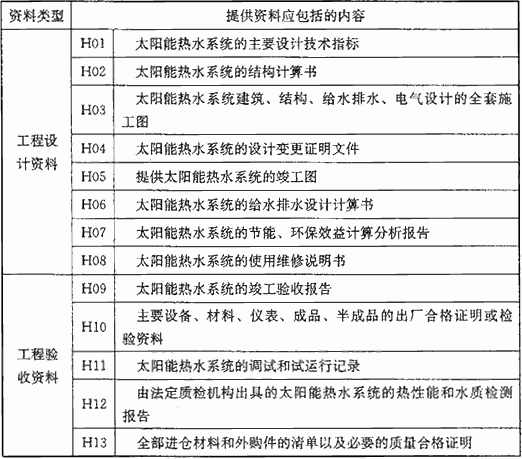 资料类型 提供资料应包括的内容
工程设计资料
H01 太阳能热水系统的主要设计技术指标
H02 太阳能热水系统的结构计算书
H03 太阳能热水系统建筑、结构、给水排水、电气设计的全套施
工图
H04 太阳能热水系统的设计变更证明文件
H05 提供太阳能热水系统的竣工图
H06 太阳能热水系统的给水排水设计计算书
H07 太阳能热水系统的节能、环保效益计算分析报告
H08 太阳能热水系统的使用维修说明书
工程验收资料
H09 太阳能热水系统的竣工验收报告
H10 主要设备、材料、仪表、成品、半成品的出厂合格证明或检
验资料
H11 太阳能热水系统的调试和试运行记录
H12 由法定质检机构出具的太阳能热水系统的热性能和水质检测
报告
H13 全部进仓材料和外购件的清单以及必要的质量合格证明